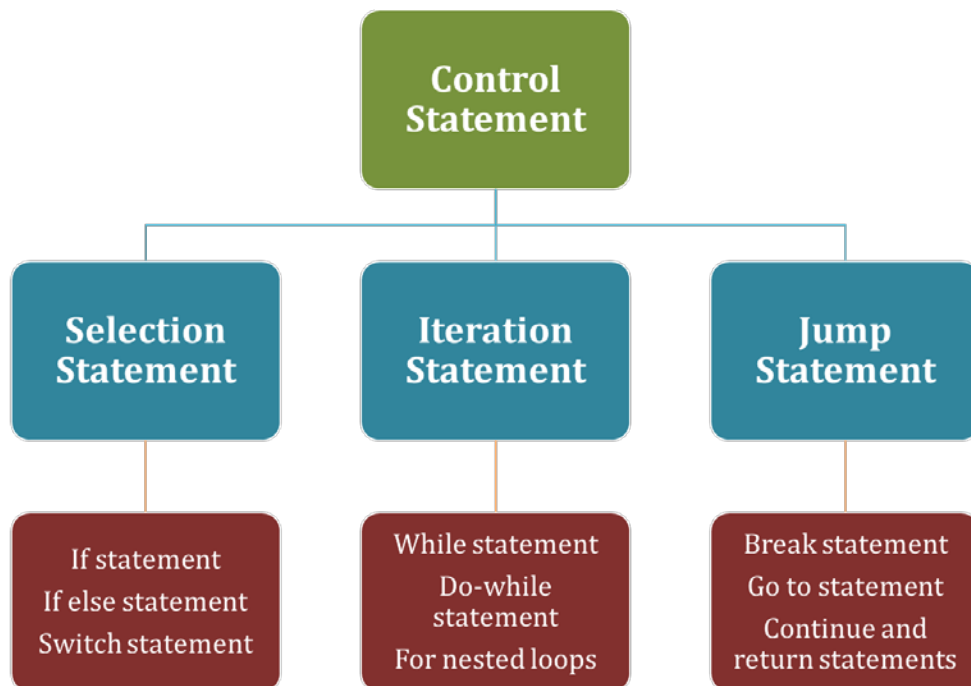 Control
Statement
Selection
Statement
Iteration
Statement
Jump
Statement
If statement
If else statement
Switch statement
While statement
Do-while
statement
For nested loops
Break statement
Go to statement
Continue and
return statements